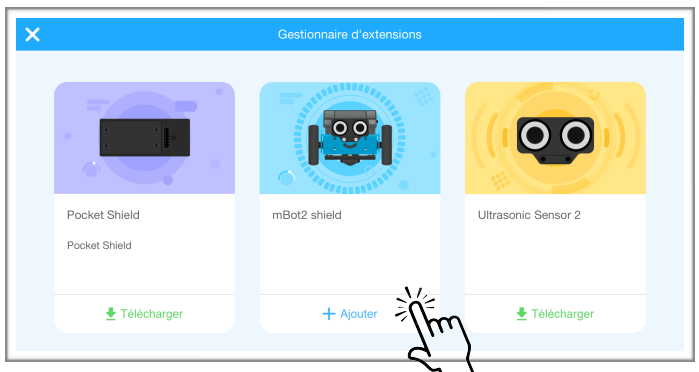 Gestionnaire d'extensions
Pocket Shield
Pocket Shield
Télécharger
mBot2 shield
Ajouter
Ultrasonic Sensor 2
Télécharger